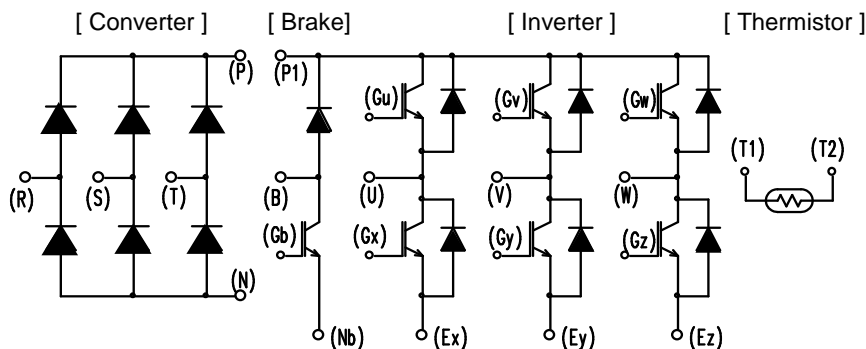 [ Converter ] [ Brake] [ Inverter ] [ Thermistor ]
(P) (P1)
(Gu) (Gv) (Gw)
(T1) (T2)
(R) (S) (T) (B) (U) (V) (W)
(Gb) (Gx) (Gy) (Gz)
(N)
(Nb) (Ex) (Ey) (Ez)